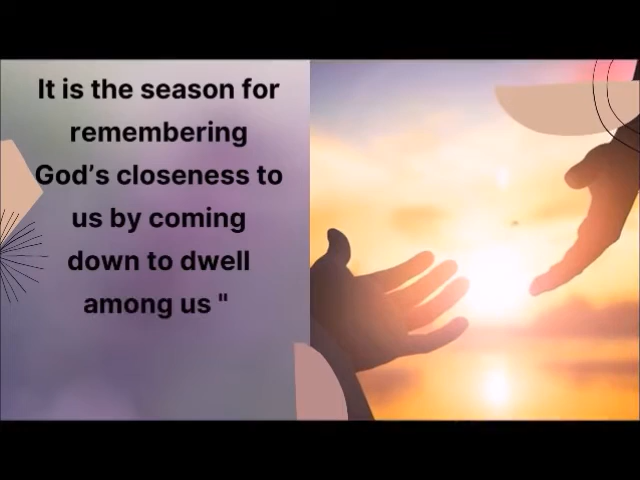 It is the season for
remembering
God’s closeness to
us by coming
down to dwell
among us "